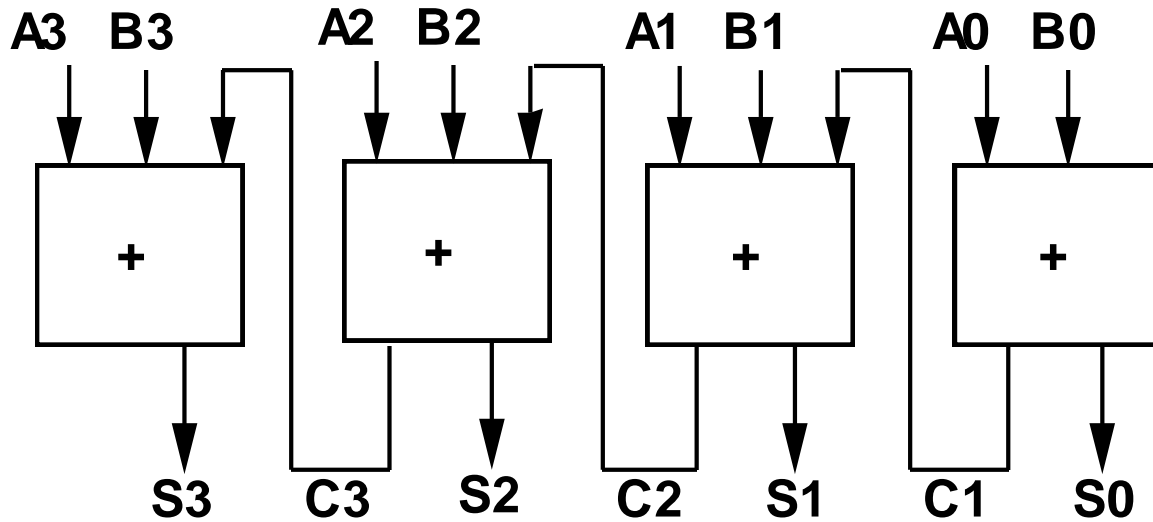 A3 B3 A2 B2 A1 B1 A0 B0
+ + + +
S3 C3 S2 C2 S1 C1 S0